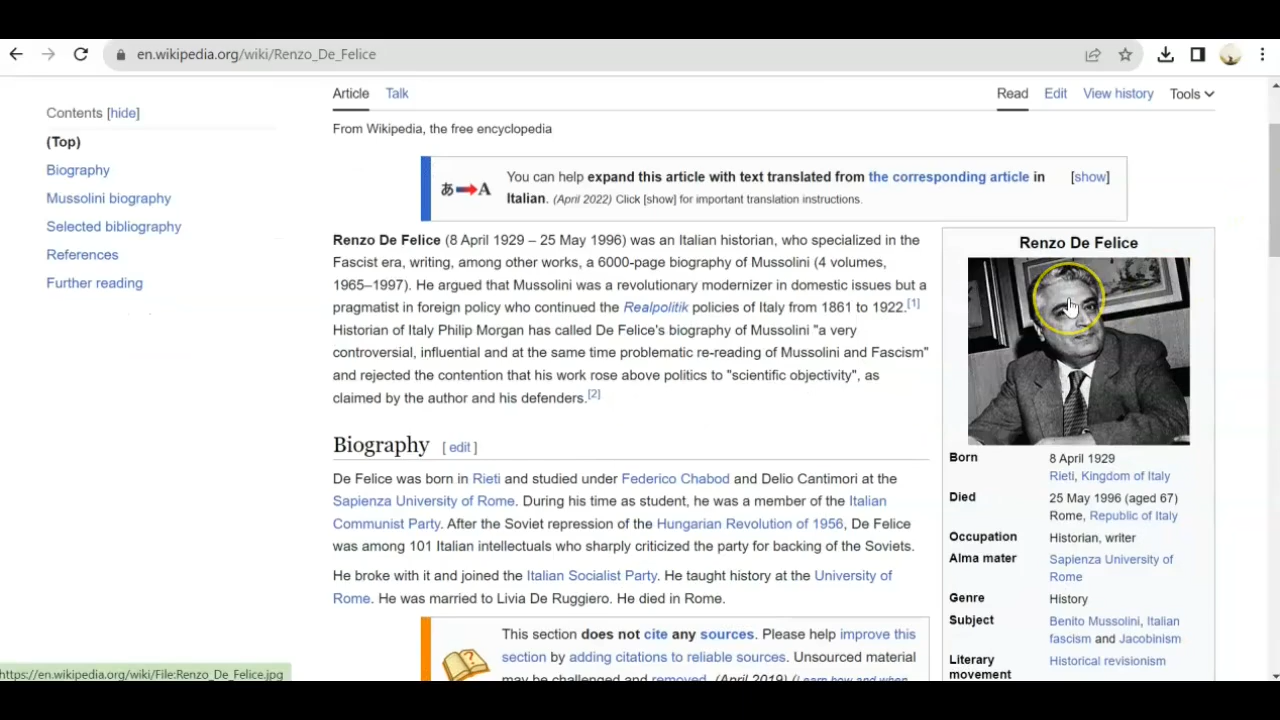 en.wikipedia.org/wiki/Renzo_De_Felice
Contents [hide]
(Top)
Biography
Mussolini biography
Selected bibliography
References
Further reading
Article Talk
Read Edit View history Tools
From Wikipedia, the free encyclopedia
あ A
You can help expand this article with text translated from the corresponding article in
Italian. (April 2022) Click [show] for important translation instructions.
[show]
Renzo De Felice (8 April 1929 – 25 May 1996) was an Italian historian, who specialized in the
Fascist era, writing, among other works, a 6000-page biography of Mussolini (4 volumes,
1965–1997). He argued that Mussolini was a revolutionary modernizer in domestic issues but a
pragmatist in foreign policy who continued the Realpolitik policies of Italy from 1861 to 1922.[1]
Historian of Italy Philip Morgan has called De Felice's biography of Mussolini "a very
controversial, influential and at the same time problematic re-reading of Mussolini and Fascism"
and rejected the contention that his work rose above politics to "scientific objectivity", as
claimed by the author and his defenders.[2]
Biography [ edit ]
De Felice was born in Rieti and studied under Federico Chabod and Delio Cantimori at the
Sapienza University of Rome. During his time as student, he was a member of the Italian
Communist Party. After the Soviet repression of the Hungarian Revolution of 1956, De Felice
was among 101 Italian intellectuals who sharply criticized the party for backing of the Soviets.
He broke with it and joined the Italian Socialist Party. He taught history at the University of
Rome. He was married to Livia De Ruggiero. He died in Rome.
This section does not cite any sources. Please help improve this
section by adding citations to reliable sources. Unsourced material
may be challenged and removed. (April 2019) (Learn how and when
Renzo De Felice
Born 8 April 1929
Rieti, Kingdom of Italy
Died 25 May 1996 (aged 67)
Rome, Republic of Italy
Occupation Historian, writer
Alma mater Sapienza University of
Rome
Genre History
Subject Benito Mussolini, Italian
fascism and Jacobinism
Literary Historical revisionism
movement
https://en.wikipedia.org/wiki/File:Renzo_De_Felice.jpg